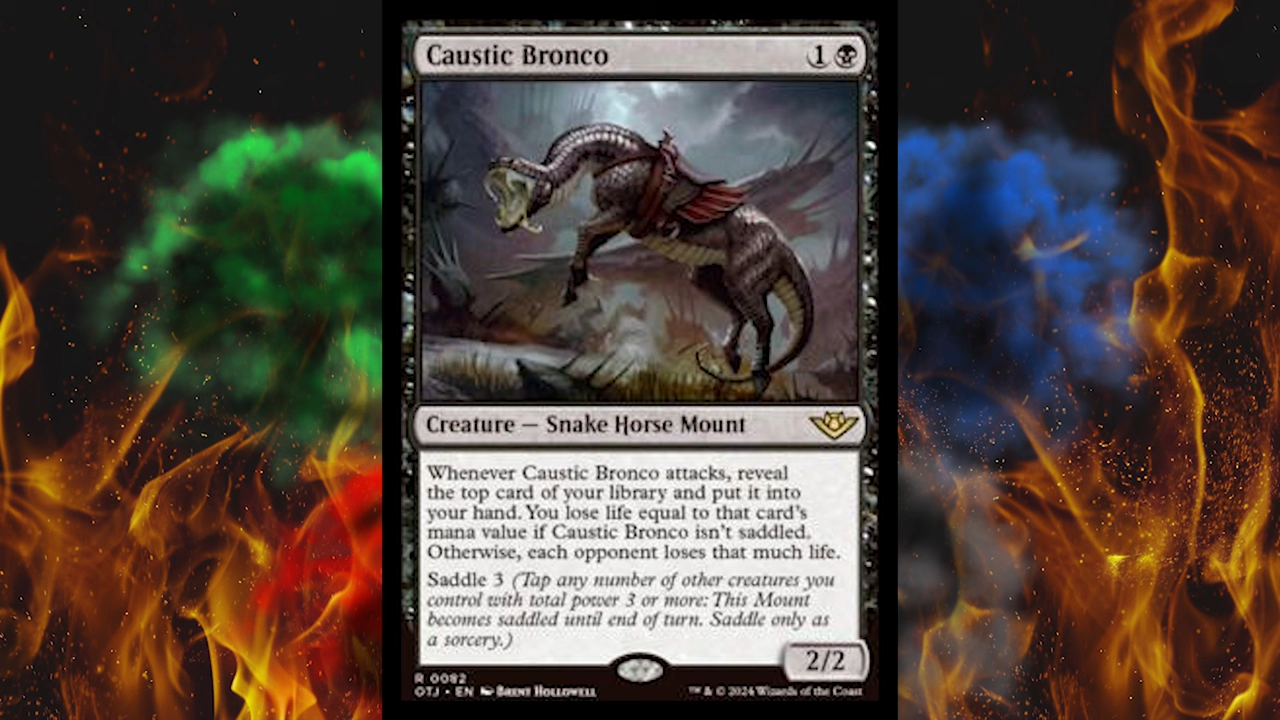 Caustic Bronco 1
Creature — Snake Horse Mount
Whenever Caustic Bronco attacks, reveal
the top card of your library and put it into
your hand. You lose life equal to that card's
mana value if Caustic Bronco isn't saddled.
Otherwise, each opponent loses that much life.
Saddle 3 (Tap any number of other creatures you
control with total power 3 or more: This Mount
becomes saddled until end of turn. Saddle only as
a sorcery.)
2/2
R 0082
OTJ • EN Brent Hollowell
™ & © 2024 Wizards of the Coast